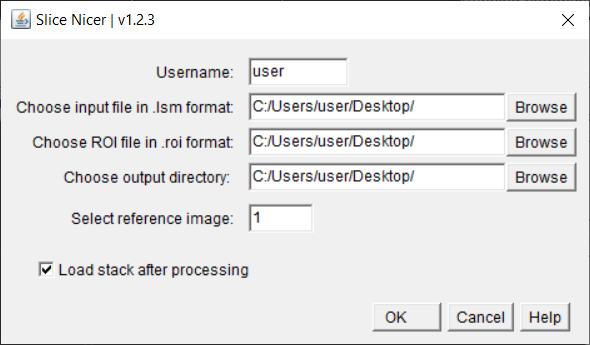 Slice Nicer | v1.2.3
Username: user
Choose input file in .lsm format: C:/Users/user/Desktop/ Browse
Choose ROI file in .roi format: C:/Users/user/Desktop/ Browse
Choose output directory: C:/Users/user/Desktop/ Browse
Select reference image: 1
Load stack after processing
OK Cancel Help